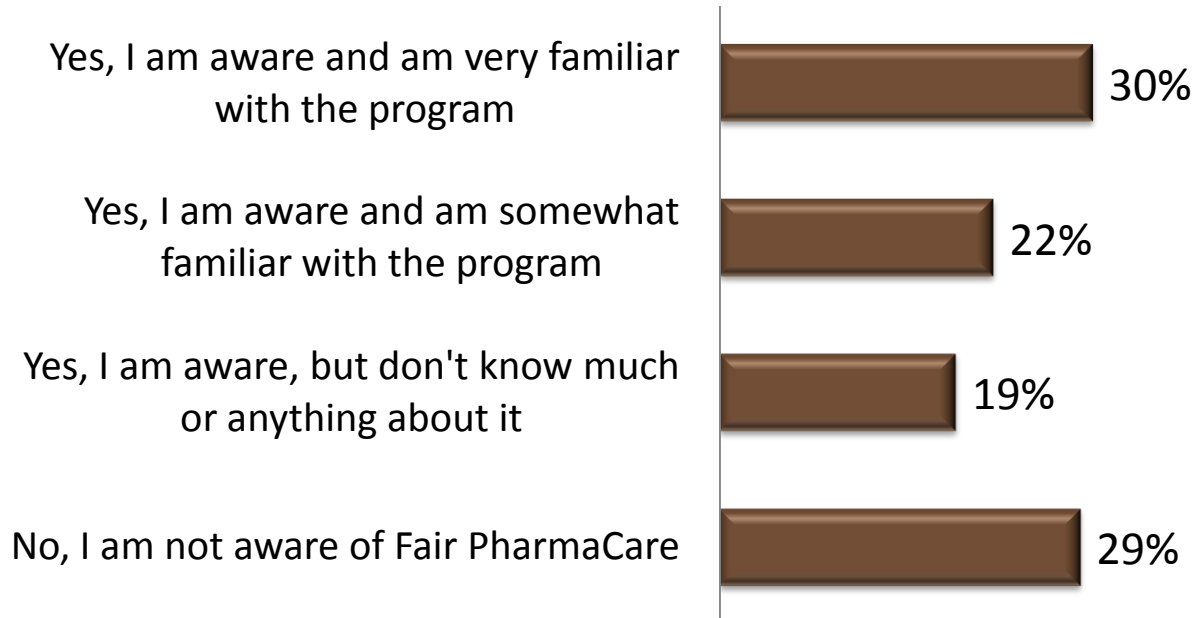 Yes, I am aware and am very familiar
with the program
30%
Yes, I am aware and am somewhat
familiar with the program
22%
Yes, I am aware, but don't know much
or anything about it
19%
No, I am not aware of Fair PharmaCare
29%